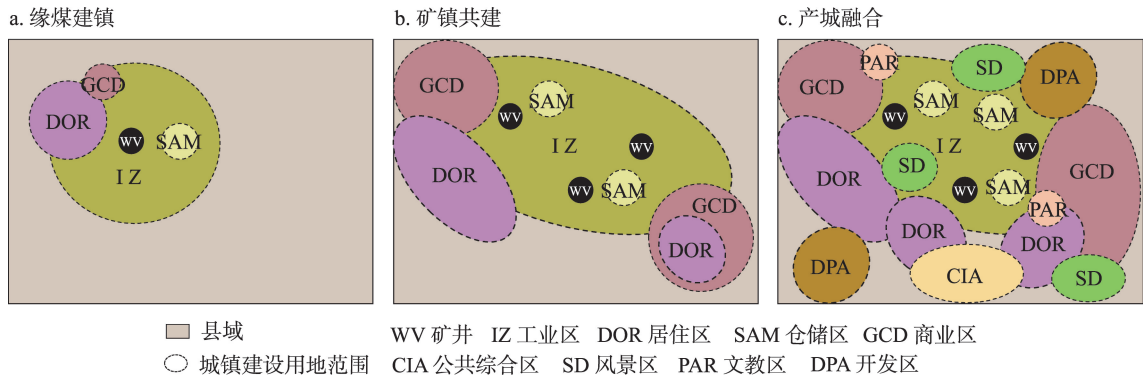 a. 缘煤建镇
b. 矿镇共建
c. 产城融合
GCD
DOR
WV
SAM
I Z
GCD
SAM
WV
I Z
WV
DOR
WV
SAM
GCD
DOR
PAR
SD
DPA
GCD
SAM
SAM
WV
I Z
WV
SD
GCD
DOR
WV
SAM
PAR
DOR
DOR
DPA
CIA
SD
县域
WV 矿井 IZ 工业区 DOR 居住区 SAM 仓储区 GCD 商业区
城镇建设用地范围
CIA 公共综合区 SD 风景区 PAR 文教区 DPA 开发区